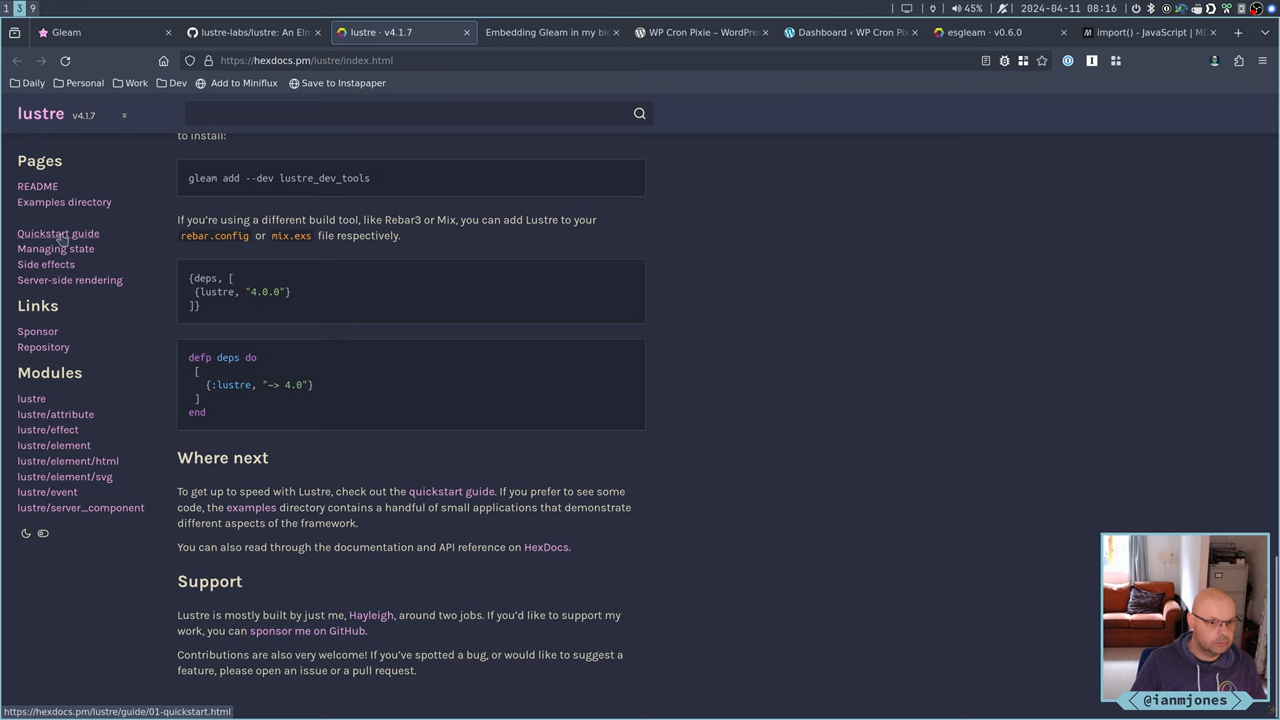 1 3 9
45% 2024-04-11 08:16
Gleam
lustre-labs/lustre: An Elm
lustre · v4.1.7
Embedding Gleam in my blo
WP Cron Pixie – WordPres
Dashboard ‹ WP Cron Pixie
esgleam · v0.6.0
import() - JavaScript | MD
https://hexdocs.pm/lustre/index.html
Daily Personal Work Dev Add to Miniflux Save to Instapaper
lustre v4.1.7
Pages
README
Examples directory
Quickstart guide
Managing state
Side effects
Server-side rendering
Links
Sponsor
Repository
Modules
lustre
lustre/attribute
lustre/effect
lustre/element
lustre/element/html
lustre/element/svg
lustre/event
lustre/server_component
to install:
gleam add --dev lustre_dev_tools
If you're using a different build tool, like Rebar3 or Mix, you can add Lustre to your
rebar.config or mix.exs file respectively.
{deps, [
{lustre, "4.0.0"}
]}
defp deps do
[
{:lustre, "~> 4.0"}
]
end
Where next
To get up to speed with Lustre, check out the quickstart guide. If you prefer to see some
code, the examples directory contains a handful of small applications that demonstrate
different aspects of the framework.
You can also read through the documentation and API reference on HexDocs.
Support
Lustre is mostly built by just me, Hayleigh, around two jobs. If you'd like to support my
work, you can sponsor me on GitHub.
Contributions are also very welcome! If you've spotted a bug, or would like to suggest a
feature, please open an issue or a pull request.
https://hexdocs.pm/lustre/guide/01-quickstart.html
@ianmjones